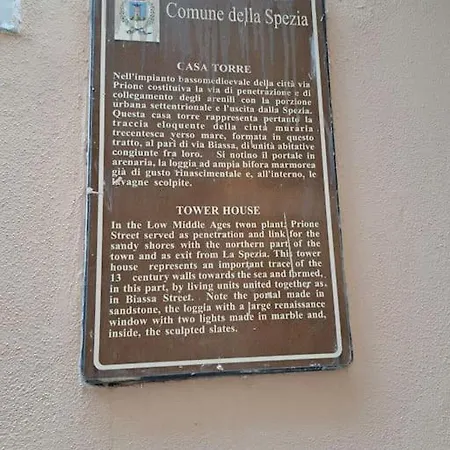 Comune della Spezia
CASA TORRE
Nell'impianto bassomedioevale della città via
Prione costituiva la via di penetrazione e di
collegamento degli arenili con la porzione
urbana settentrionale e l'uscita dalla Spezia.
Questa casa torre rappresenta pertanto la
traccia eloquente della cinta muraria
trecentesca verso mare, formata in questo
tratto, al pari di via Biassa, di unità abitative
congiunte fra loro. Si notino il portale in
arenaria, la loggia ad ampia bifora marmorea
già di gusto rinascimentale e, all'interno, le
lavagne scolpite.
TOWER HOUSE
In the Low Middle Ages twon plant; Prione
Street served as penetration and link for the
sandy shores with the northern part of the
town and as exit from La Spezia. This tower
house represents an important trace of the
13 century walls towards the sea and formed,
in this part, by living units united together as
in Biassa Street. Note the portal made in
sandstone, the loggia with a large renaissance
window with two lights made in marble and,
inside, the sculpted slates.